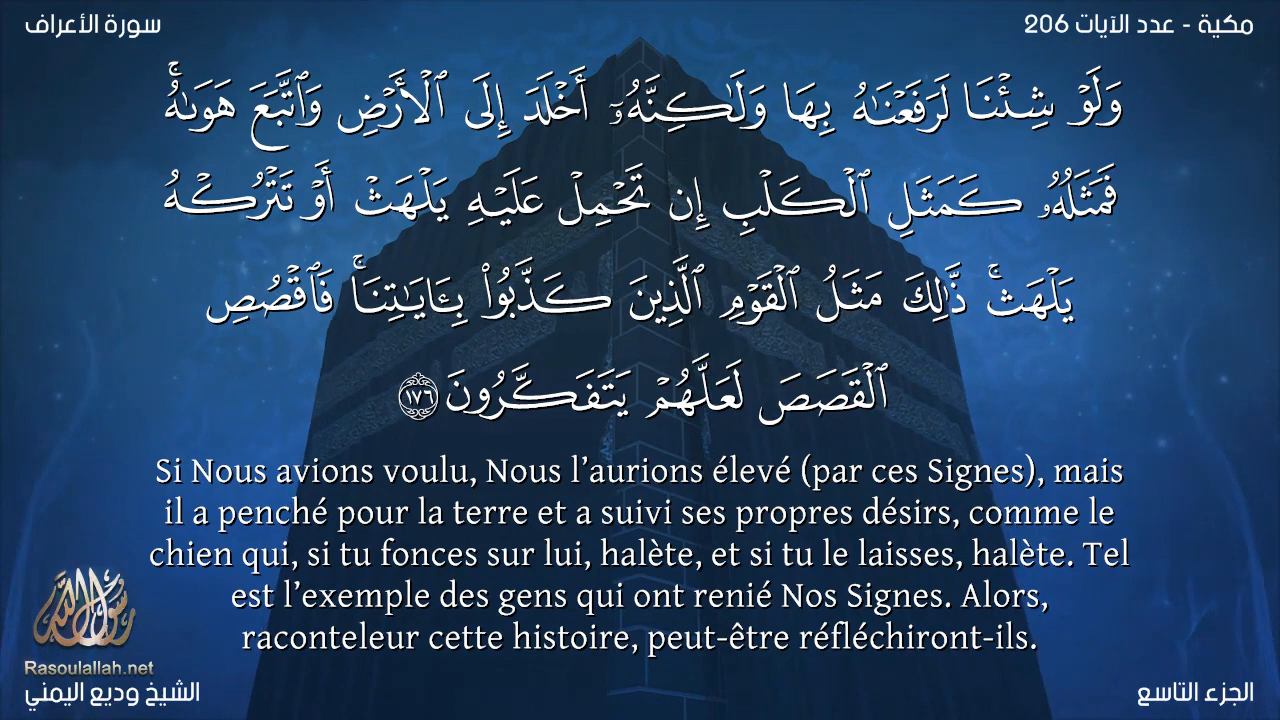 مكية - عدد الآيات 206
سورة الأعراف
وَلَوْ شِئْنَا لَرَفَعْنَٰهُ بِهَا وَلَٰكِنَّهُۥٓ أَخْلَدَ إِلَى ٱلْأَرْضِ وَٱتَّبَعَ هَوَىٰهُ ۚ
فَمَثَلُهُۥ كَمَثَلِ ٱلْكَلْبِ إِن تَحْمِلْ عَلَيْهِ يَلْهَثْ أَوْ تَتْرُكْهُ
يَلْهَث ۚ ذَّٰلِكَ مَثَلُ ٱلْقَوْمِ ٱلَّذِينَ كَذَّبُوا۟ بِـَٔايَٰتِنَا ۚ فَٱقْصُصِ
ٱلْقَصَصَ لَعَلَّهُمْ يَتَفَكَّرُونَ ١٧٦
Si Nous avions voulu, Nous l’aurions élevé (par ces Signes), mais
il a penché pour la terre et a suivi ses propres désirs, comme le
chien qui, si tu fonces sur lui, halète, et si tu le laisses, halète. Tel
est l’exemple des gens qui ont renié Nos Signes. Alors,
raconteleur cette histoire, peut-être réfléchiront-ils.
رسول الله
Rasoulallah.net
الجزء التاسع
الشيخ وديع اليمني